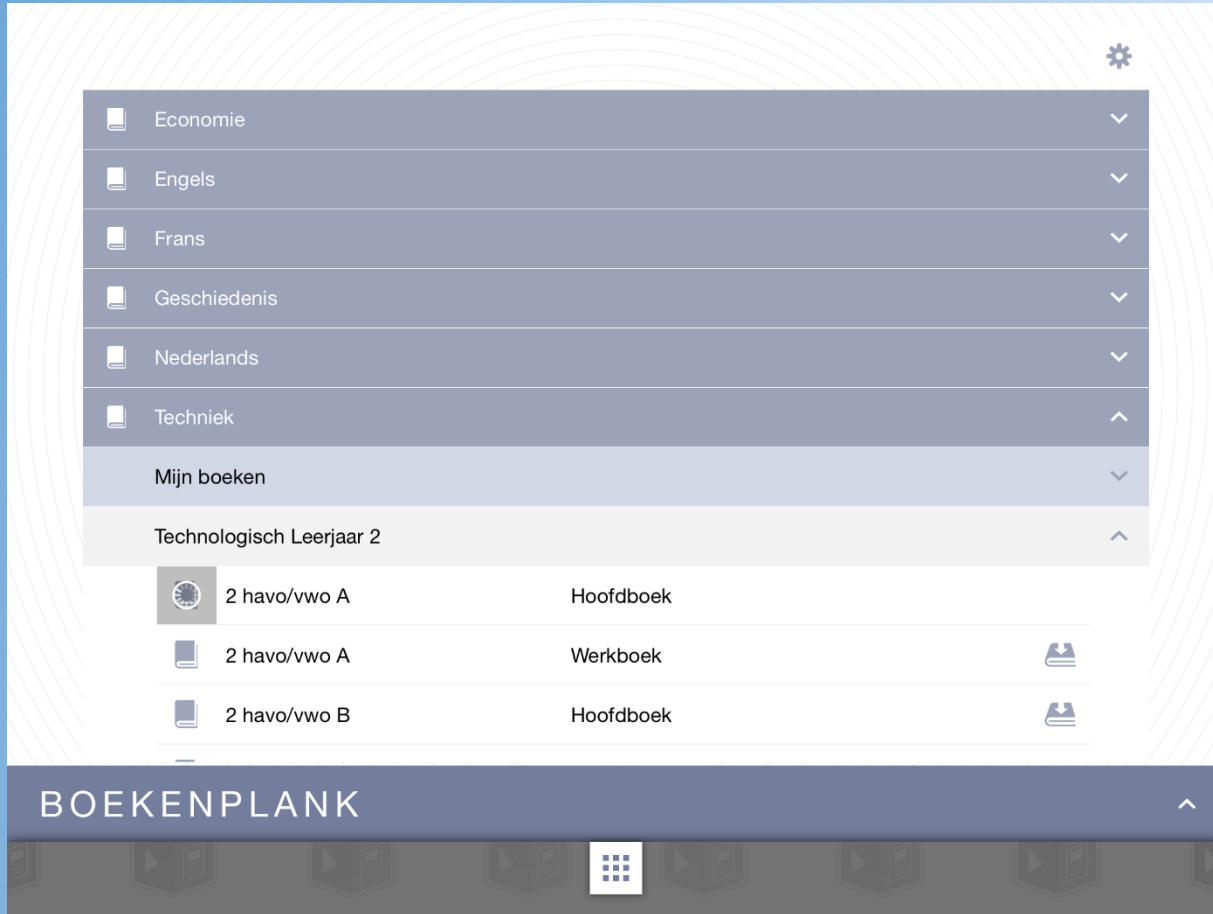 Economie
Engels
Frans
Geschiedenis
Nederlands
Techniek
Mijn boeken
Technologisch Leerjaar 2
2 havo/vwo A Hoofdboek
2 havo/vwo A Werkboek
2 havo/vwo B Hoofdboek
BOEKENPLANK